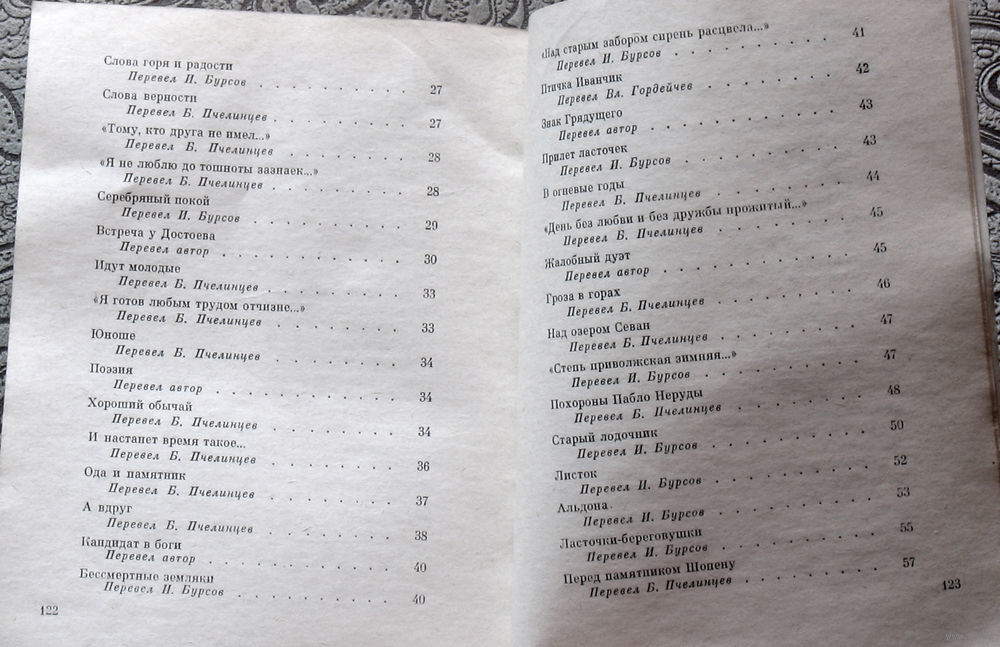 Слова горя и радости
Перевел И. Бурсов . . . . . . . . . . 27
Слова верности
Перевел Б. Пчелинцев . . . . . . . . 27
«Тому, кто друга не имел...»
Перевел Б. Пчелинцев . . . . . . . . 28
«Я не люблю до тошноты зазнаек...»
Перевел Б. Пчелинцев . . . . . . . . 28
Серебряный покой
Перевел И. Бурсов . . . . . . . . . 29
Встреча у Достоева
Перевел автор . . . . . . . . . . . 30
Идут молодые
Перевел Б. Пчелинцев . . . . . . . . 33
«Я готов любым трудом отчизне...»
Перевел Б. Пчелинцев . . . . . . . . 33
Юноше
Перевел Б. Пчелинцев . . . . . . . . 34
Поэзия
Перевел автор . . . . . . . . . . . 34
Хороший обычай
Перевел Б. Пчелинцев . . . . . . . . 34
И настанет время такое...
Перевел Б. Пчелинцев . . . . . . . . 36
Ода и памятник
Перевел Б. Пчелинцев . . . . . . . . 37
А вдруг
Перевел Б. Пчелинцев . . . . . . . . 38
Кандидат в боги
Перевел автор . . . . . . . . . . . 40
Бессмертные земляки
Перевел И. Бурсов . . . . . . . . . 40
122
«Над старым забором сирень расцвела...»
Перевел И. Бурсов . . . . . . . . . 41
Птичка Иванчик
Перевел Вл. Гордейчев . . . . . . . . 42
Знак Грядущего
Перевел автор . . . . . . . . . . . 43
Прилет ласточек
Перевел И. Бурсов . . . . . . . . . 43
В огневые годы
Перевел Б. Пчелинцев . . . . . . . . 44
«День без любви и без дружбы прожитый...»
Перевел Б. Пчелинцев . . . . . . . . 45
Жалобный дуэт
Перевел автор . . . . . . . . . . . 45
Гроза в горах
Перевел Б. Пчелинцев . . . . . . . . 46
Над озером Севан
Перевел Б. Пчелинцев . . . . . . . . 47
«Степь приволжская зимняя...»
Перевел И. Бурсов . . . . . . . . . 47
Похороны Пабло Неруды
Перевел Б. Пчелинцев . . . . . . . . 48
Старый лодочник
Перевел И. Бурсов . . . . . . . . . 50
Листок
Перевел И. Бурсов . . . . . . . . . 52
Альдона
Перевел И. Бурсов . . . . . . . . . 53
Ласточки-береговушки
Перевел И. Бурсов . . . . . . . . . 55
Перед памятником Шопену
Перевел Б. Пчелинцев . . . . . . . . 57
123